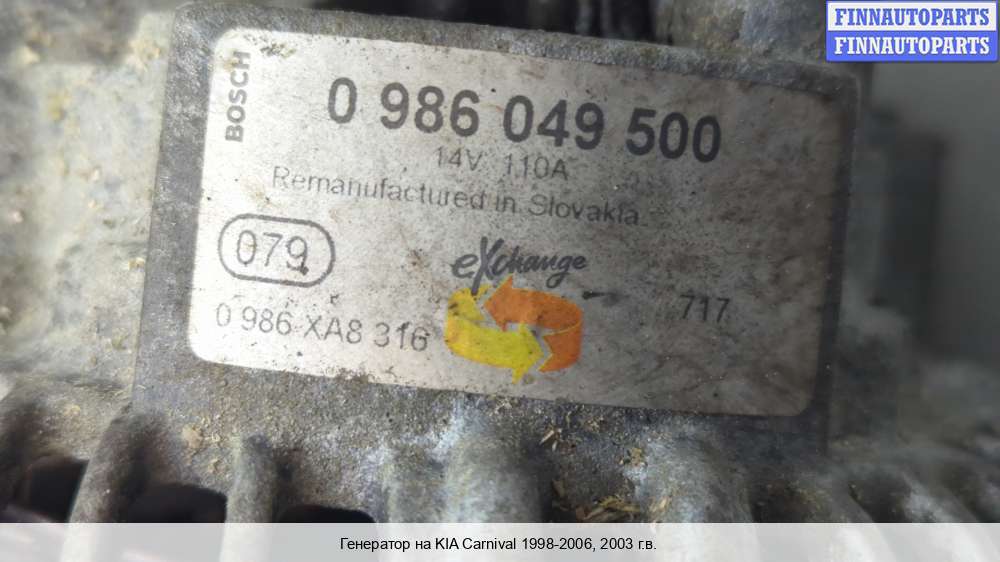 FINNAUTOPARTS
FINNAUTOPARTS
BOSCH
0 986 049 500
14V 110A
Remanufactured in Slovakia
079
eXchange
717
0 986 XA8 316
Генератор на KIA Carnival 1998-2006, 2003 г.в.